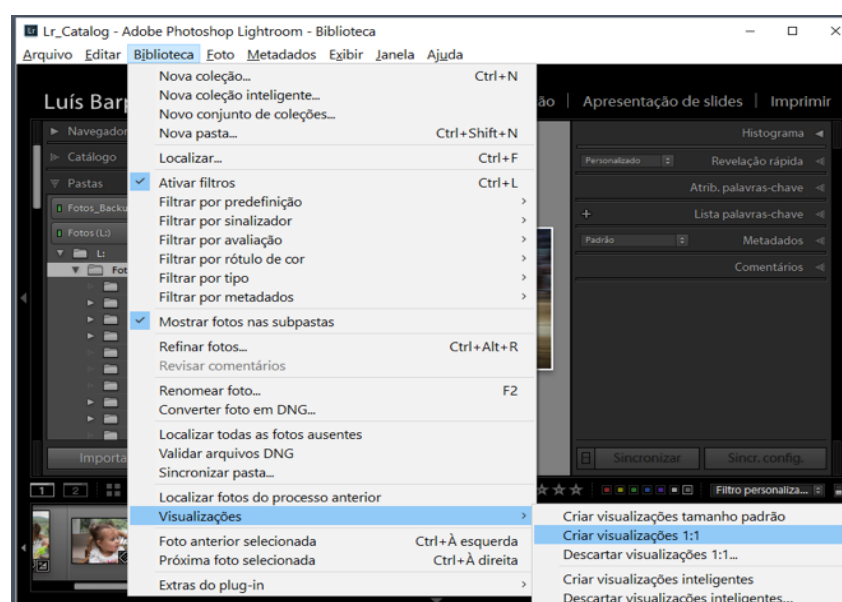 Lr_Catalog - Adobe Photoshop Lightroom - Biblioteca
Arquivo Editar Biblioteca Foto Metadados Exibir Janela Ajuda
Nova coleção... Ctrl+N
Nova coleção inteligente...
Novo conjunto de coleções...
Nova pasta... Ctrl+Shift+N
Localizar... Ctrl+F
Ativar filtros Ctrl+L
Filtrar por predefinição
Filtrar por sinalizador
Filtrar por avaliação
Filtrar por rótulo de cor
Filtrar por tipo
Filtrar por metadados
Mostrar fotos nas subpastas
Refinar fotos... Ctrl+Alt+R
Revisar comentários
Renomear foto... F2
Converter foto em DNG...
Localizar todas as fotos ausentes
Validar arquivos DNG
Sincronizar pasta...
Localizar fotos do processo anterior
Visualizações
Foto anterior selecionada Ctrl+À esquerda
Próxima foto selecionada Ctrl+À direita
Extras do plug-in
Criar visualizações tamanho padrão
Criar visualizações 1:1
Descartar visualizações 1:1...
Criar visualizações inteligentes
Descartar visualizações inteligentes...
Luís Barp
Navegador
Catálogo
Pastas
Fotos_Backu
Fotos (L:)
L:
Fot
Importa
1 2
ão | Apresentação de slides | Imprimir
Histograma
Personalizado Revelação rápida
Atrib. palavras-chave
+ Lista palavras-chave
Padrão Metadados
Comentários
Sincronizar Sincr. config.
Filtro personaliza...